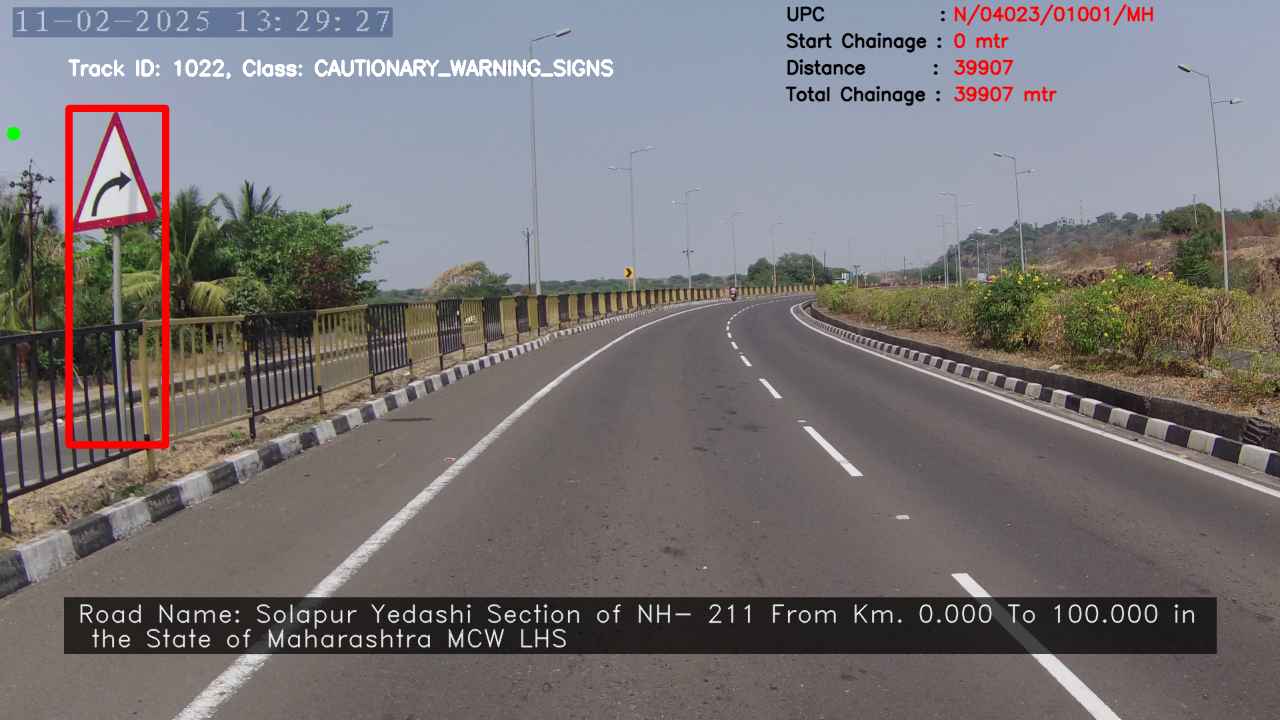 11-02-2025 13:29:27
Track ID: 1022, Class: CAUTIONARY_WARNING_SIGNS
UPC : N/04023/01001/MH
Start Chainage : 0 mtr
Distance : 39907
Total Chainage : 39907 mtr
Road Name: Solapur Yedashi Section of NH- 211 From Km. 0.000 To 100.000 in
the State of Maharashtra MCW LHS